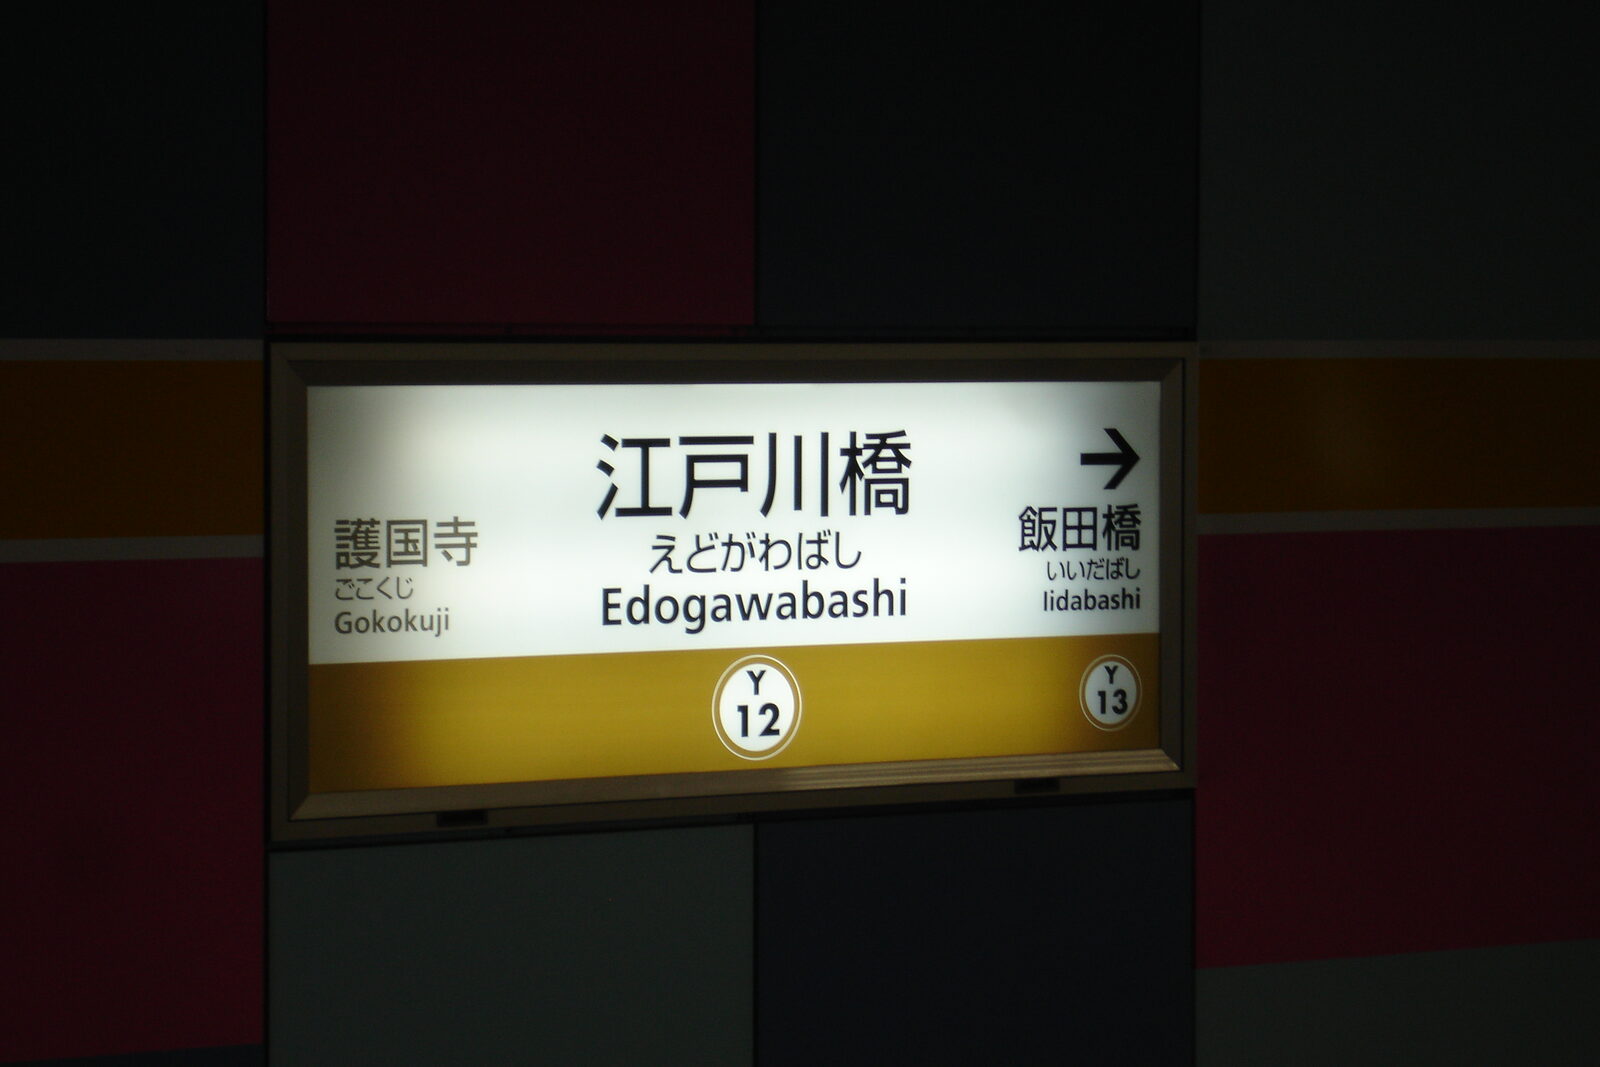 江戸川橋
えどがわばし
Edogawabashi
護国寺
ごこくじ
Gokokuji
→
飯田橋
いいだばし
Iidabashi
Y
12
Y
13